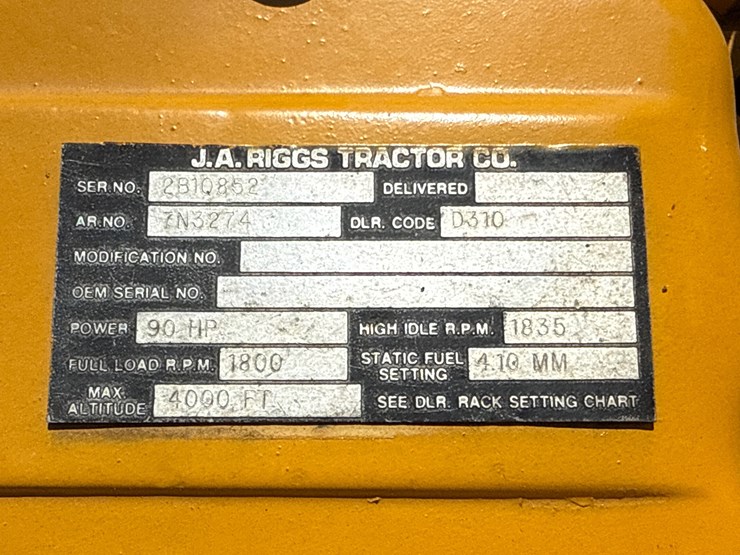 J.A. RIGGS TRACTOR CO.
SER NO. 2B10852 DELIVERED
AR. NO. 7N3274 DLR. CODE D310
MODIFICATION NO.
OEM SERIAL NO.
POWER 90 HP HIGH IDLE R.P.M. 1835
FULL LOAD R.P.M. 1800 STATIC FUEL SETTING 4.10 MM
MAX. ALTITUDE 4000 FT SEE DLR. RACK SETTING CHART